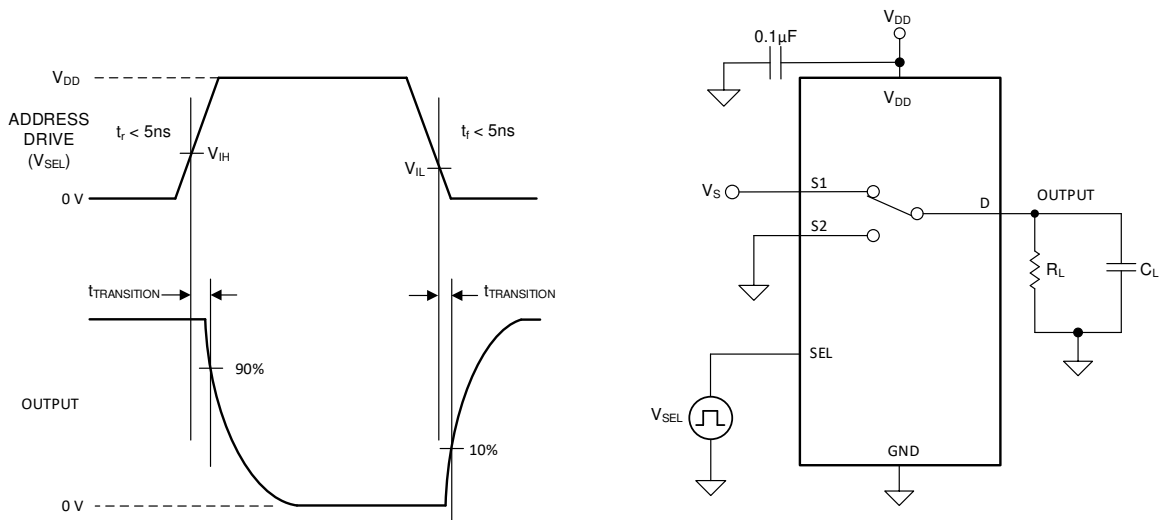 VDD
ADDRESS
DRIVE
(VSEL)
tr < 5ns
VIH
tf < 5ns
VIL
0 V
tTRANSITION
tTRANSITION
90%
OUTPUT
10%
0 V
VDD
0.1µF
VDD
VS
S1
D
OUTPUT
S2
RL
CL
SEL
VSEL
GND